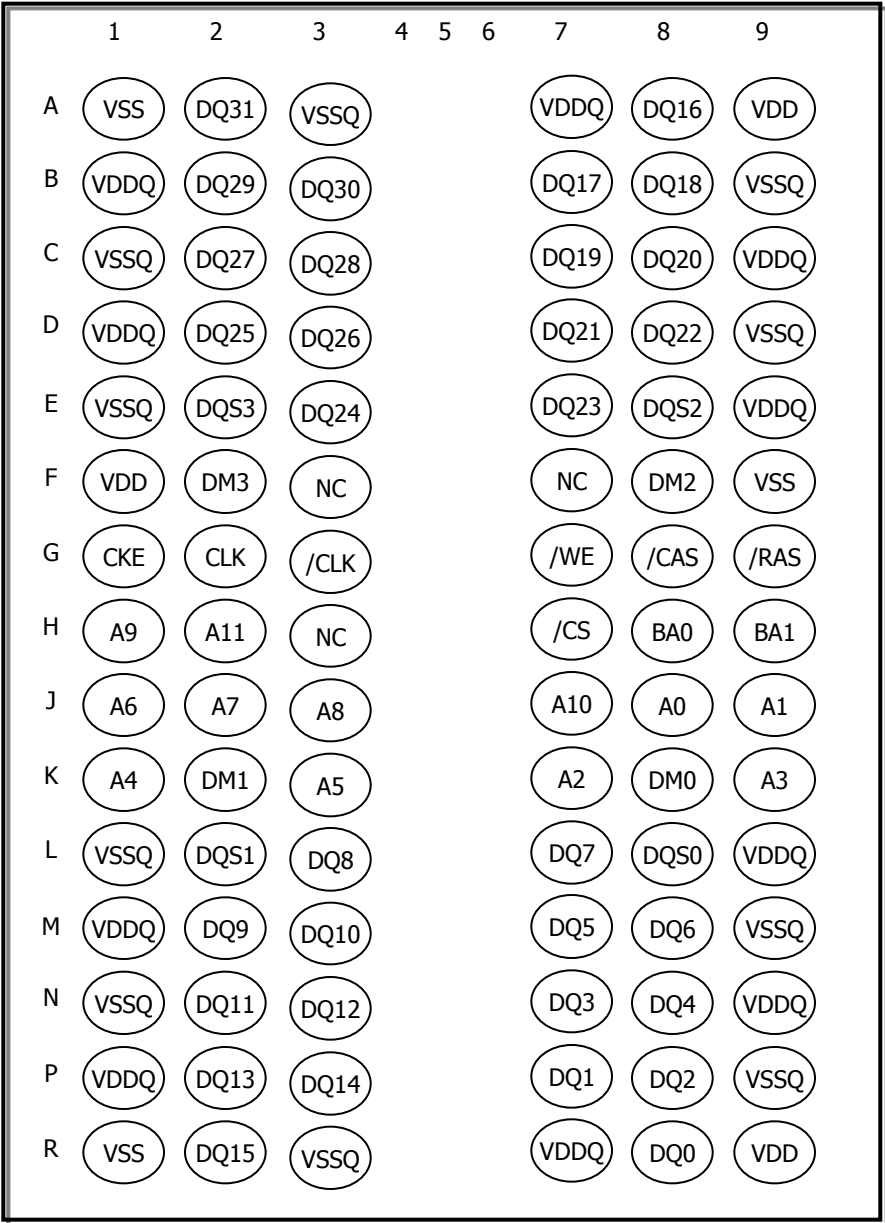 1 2 3 4 5 6 7 8 9
A VSS DQ31 VSSQ VDDQ DQ16 VDD
B VDDQ DQ29 DQ30 DQ17 DQ18 VSSQ
C VSSQ DQ27 DQ28 DQ19 DQ20 VDDQ
D VDDQ DQ25 DQ26 DQ21 DQ22 VSSQ
E VSSQ DQS3 DQ24 DQ23 DQS2 VDDQ
F VDD DM3 NC NC DM2 VSS
G CKE CLK /CLK /WE /CAS /RAS
H A9 A11 NC /CS BA0 BA1
J A6 A7 A8 A10 A0 A1
K A4 DM1 A5 A2 DM0 A3
L VSSQ DQS1 DQ8 DQ7 DQS0 VDDQ
M VDDQ DQ9 DQ10 DQ5 DQ6 VSSQ
N VSSQ DQ11 DQ12 DQ3 DQ4 VDDQ
P VDDQ DQ13 DQ14 DQ1 DQ2 VSSQ
R VSS DQ15 VSSQ VDDQ DQ0 VDD